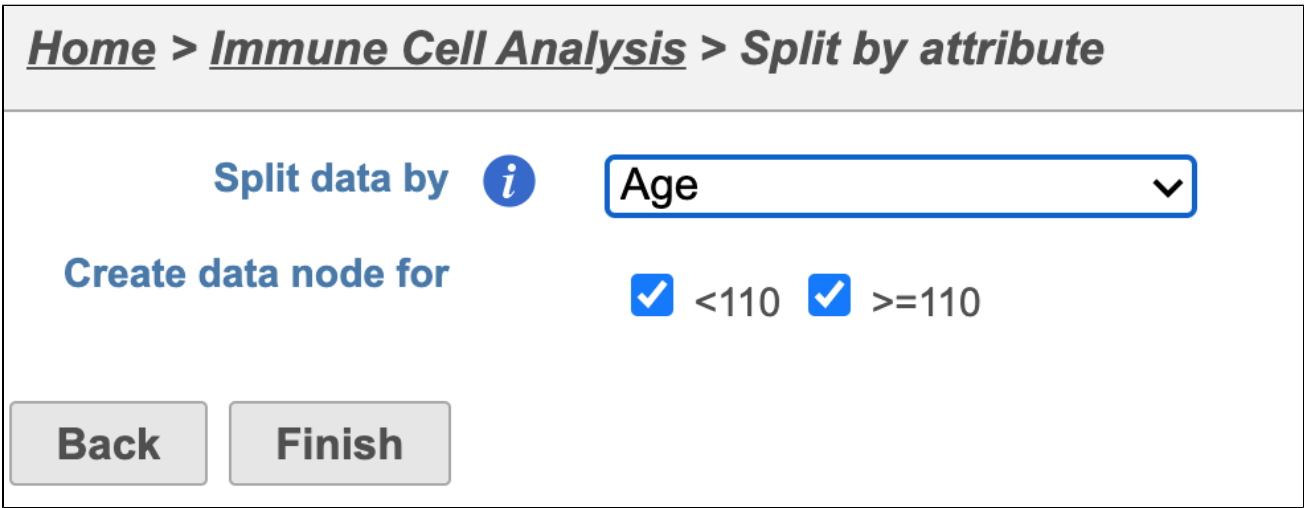 Home > Immune Cell Analysis > Split by attribute
Split data by i Age
Create data node for
<110 >=110
Back Finish